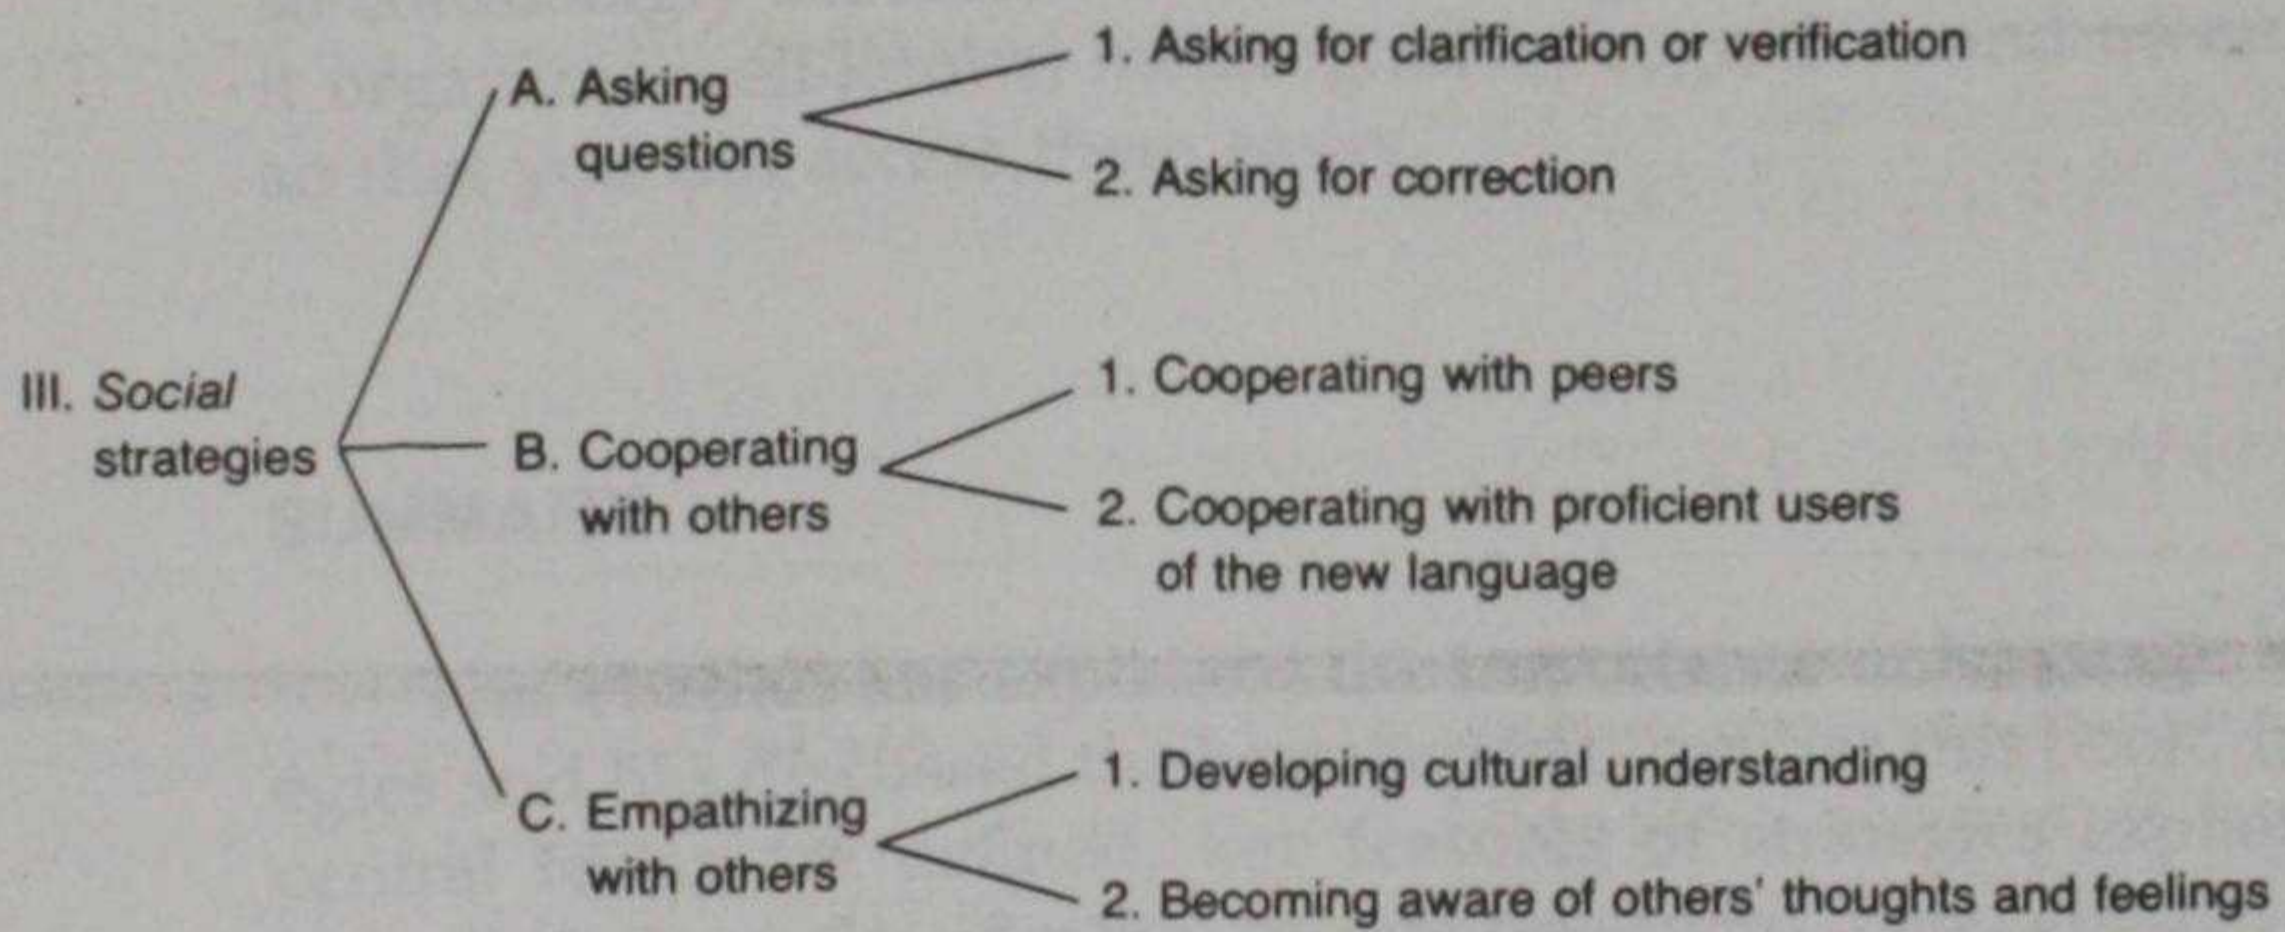 III. Social
strategies
A. Asking
questions
1. Asking for clarification or verification
2. Asking for correction
B. Cooperating
with others
1. Cooperating with peers
2. Cooperating with proficient users
of the new language
C. Empathizing
with others
1. Developing cultural understanding
2. Becoming aware of others' thoughts and feelings